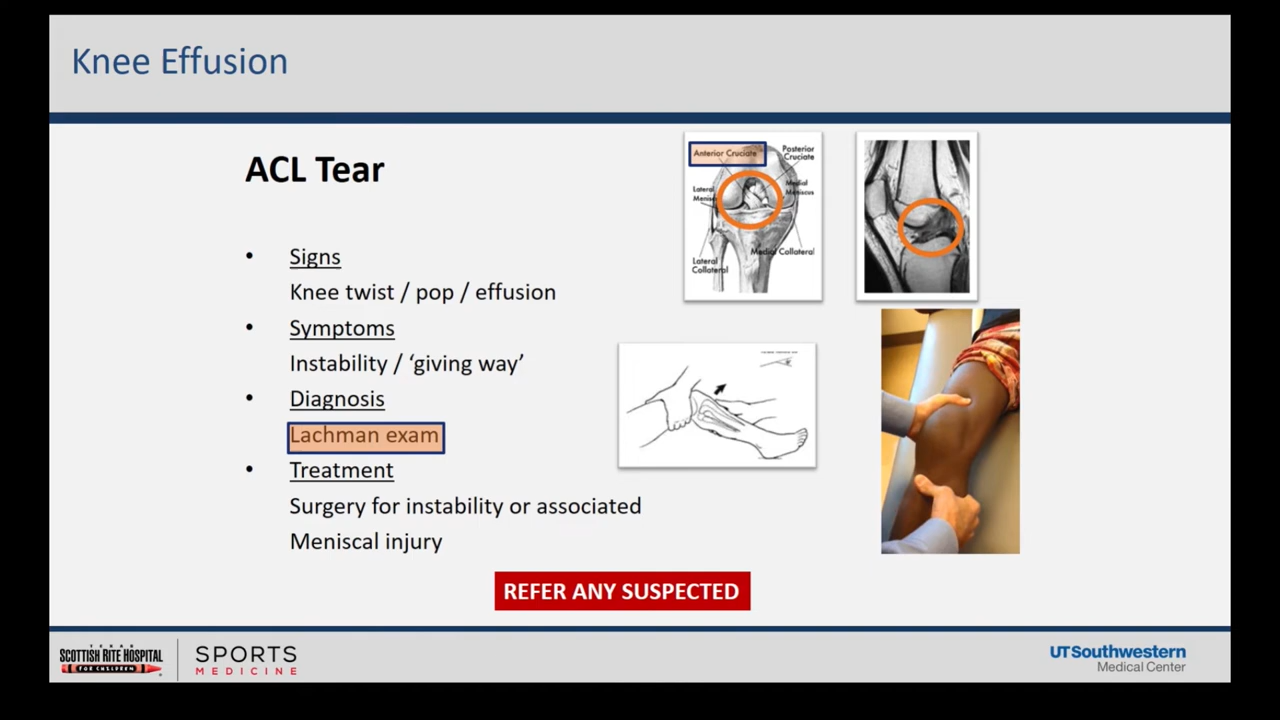 Knee Effusion
ACL Tear
• Signs
Knee twist / pop / effusion
• Symptoms
Instability / ‘giving way’
• Diagnosis
Lachman exam
• Treatment
Surgery for instability or associated
Meniscal injury
Anterior Cruciate
Posterior
Cruciate
Lateral
Medial
Meniscus
Medial Collateral
Lateral
Collateral
REFER ANY SUSPECTED
TEXAS
SCOTTISH RITE HOSPITAL
FOR CHILDREN
SPORTS
MEDICINE
UTSouthwestern
Medical Center